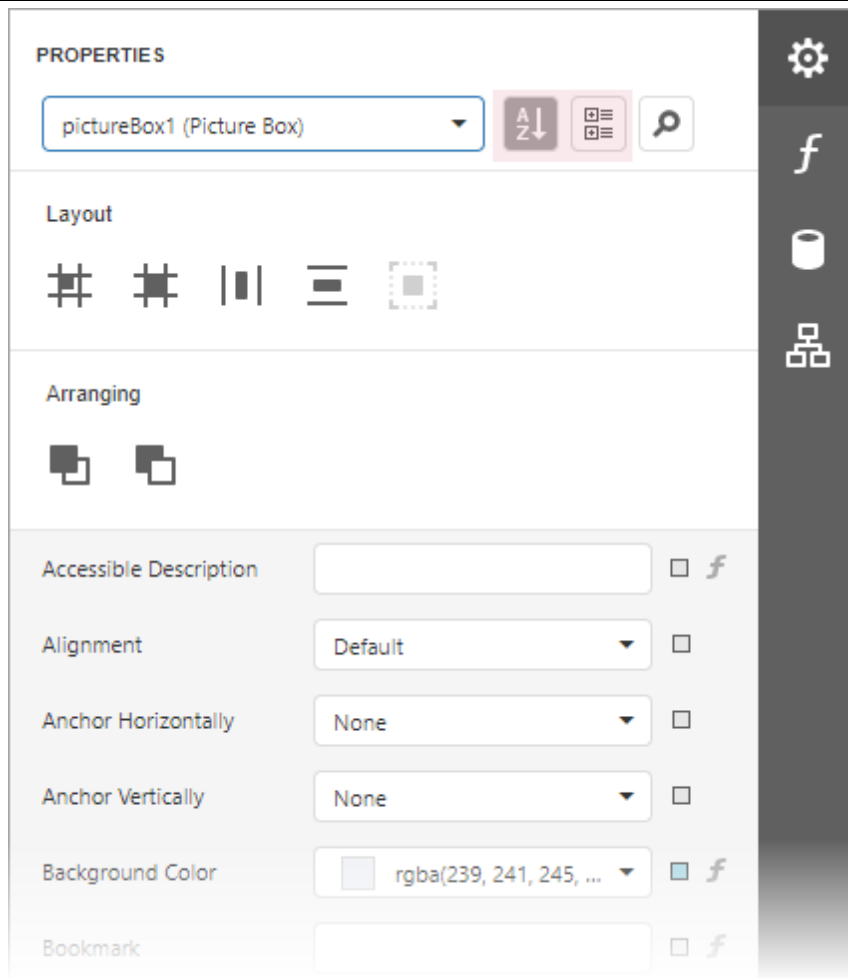 PROPERTIES
pictureBox1 (Picture Box)
A
Z
Layout
Arranging
Accessible Description
Alignment
Default
Anchor Horizontally
None
Anchor Vertically
None
Background Color
rgba(239, 241, 245, ...
Bookmark